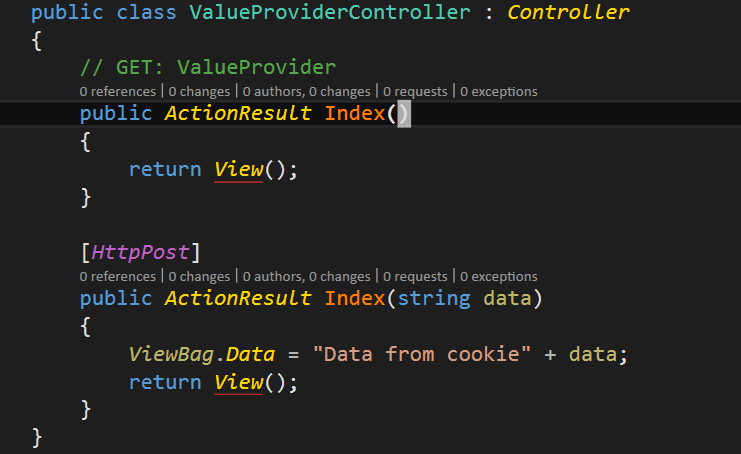 public class ValueProviderController : Controller
{
// GET: ValueProvider
0 references | 0 changes | 0 authors, 0 changes | 0 requests | 0 exceptions
public ActionResult Index()
{
return View();
}
[HttpPost]
0 references | 0 changes | 0 authors, 0 changes | 0 requests | 0 exceptions
public ActionResult Index(string data)
{
ViewBag.Data = "Data from cookie" + data;
return View();
}
}